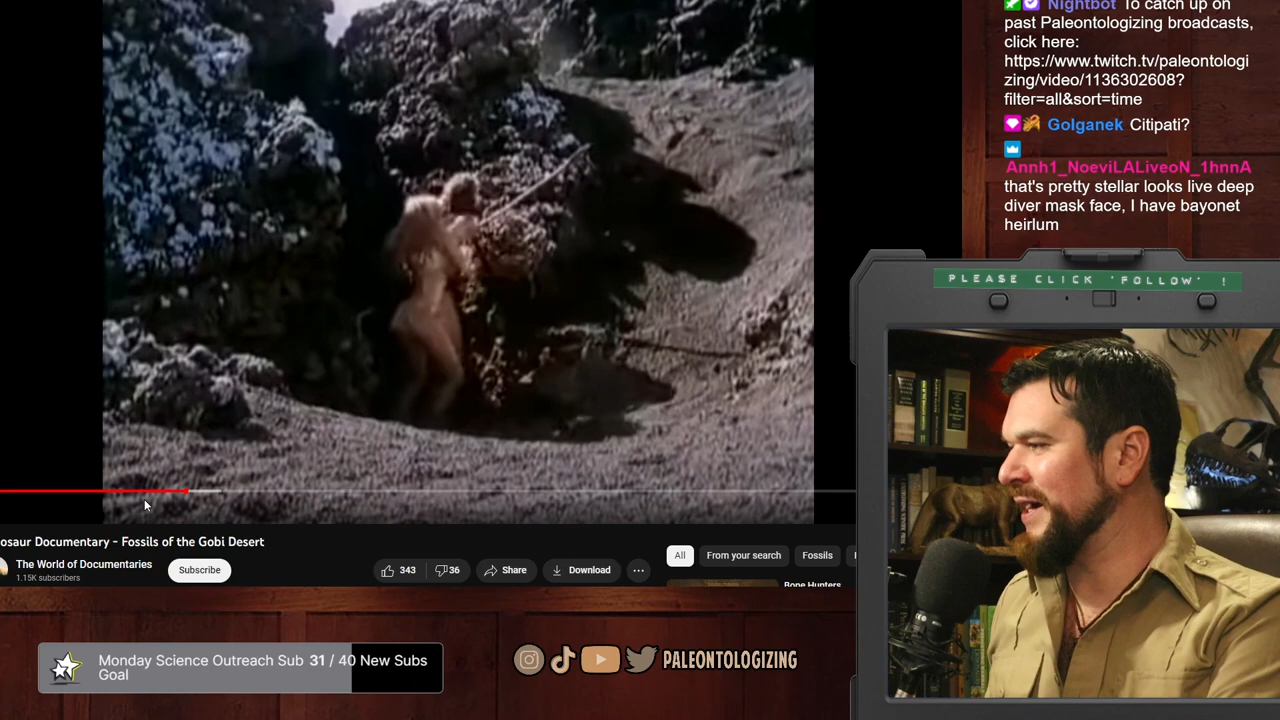 Nightbot To catch up on
past Paleontologizing broadcasts,
click here:
https://www.twitch.tv/paleontologi
zing/video/1136302608?
filter=all&sort=time
Golganek Citipati?
Annh1_NoeviLALiveoN_1hnnA
that's pretty stellar looks live deep
diver mask face, I have bayonet
heirlum
PLEASE CLICK "FOLLOW" !
osaur Documentary - Fossils of the Gobi Desert
The World of Documentaries
1.15K subscribers
Subscribe
343
36
Share
Download
All
From your search
Fossils
Bone Hunters
Monday Science Outreach Sub 31 / 40 New Subs
Goal
PALEONTOLOGIZING